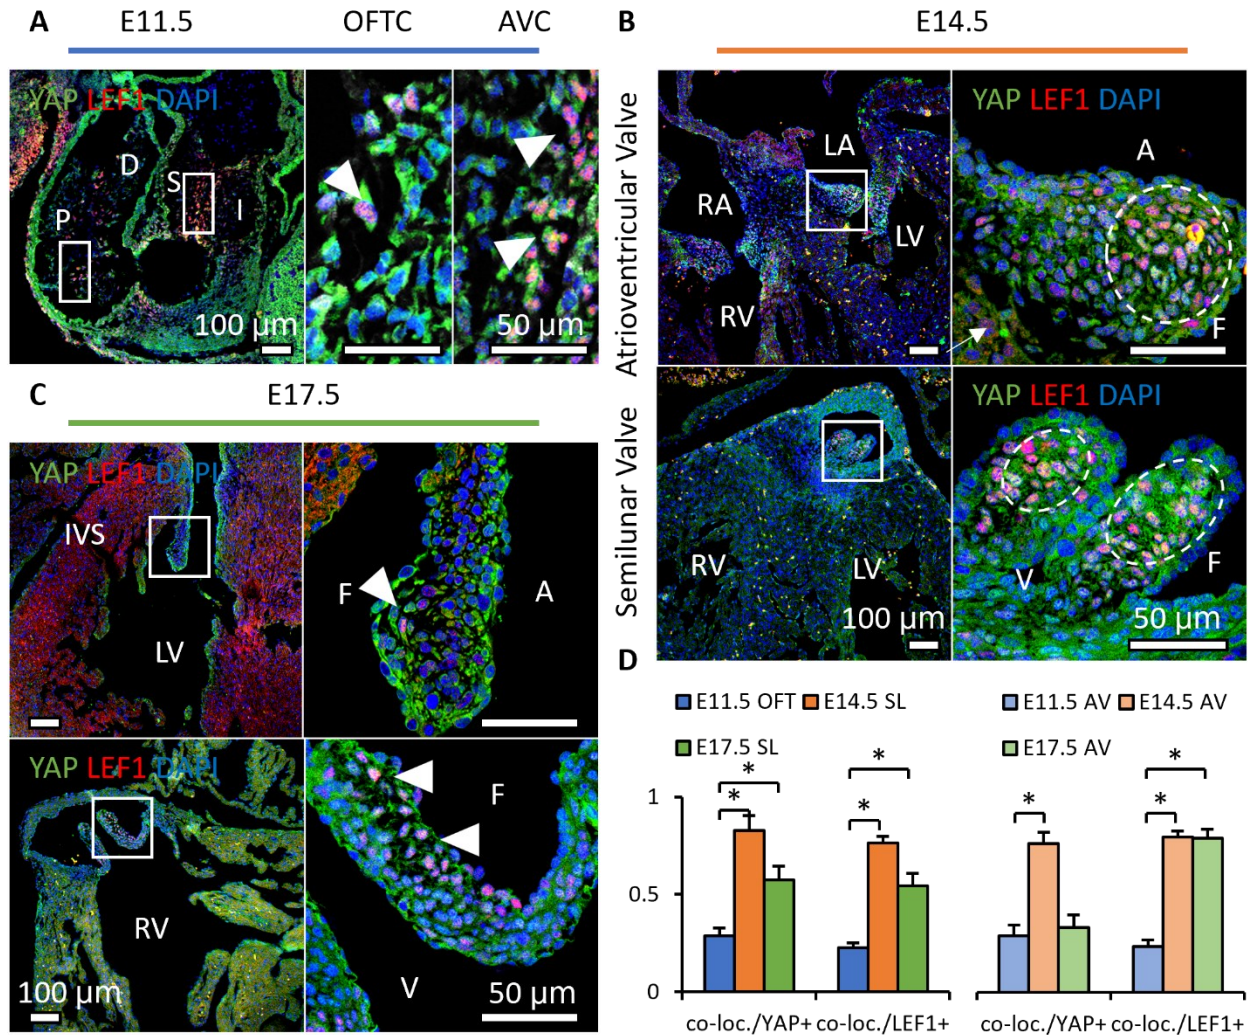 A E11.5 OFTC AVC
YAP LEF1 DAPI
D
S
I
P
100 µm
50 µm
B E14.5
Atrioventricular Valve
YAP LEF1 DAPI
LA
A
RA
LV
RV
F
Semilunar Valve
YAP LEF1 DAPI
RV
LV
V
F
100 µm
50 µm
C E17.5
YAP LEF1 DAPI
IVS
F
A
LV
YAP LEF1 DAPI
F
RV
V
100 µm
50 µm
D
E11.5 OFT E14.5 SL
E17.5 SL
E11.5 AV E14.5 AV
E17.5 AV
1
0.5
0
* * * *
* * *
co-loc./YAP+ co-loc./LEF1+
co-loc./YAP+ co-loc./LEF1+